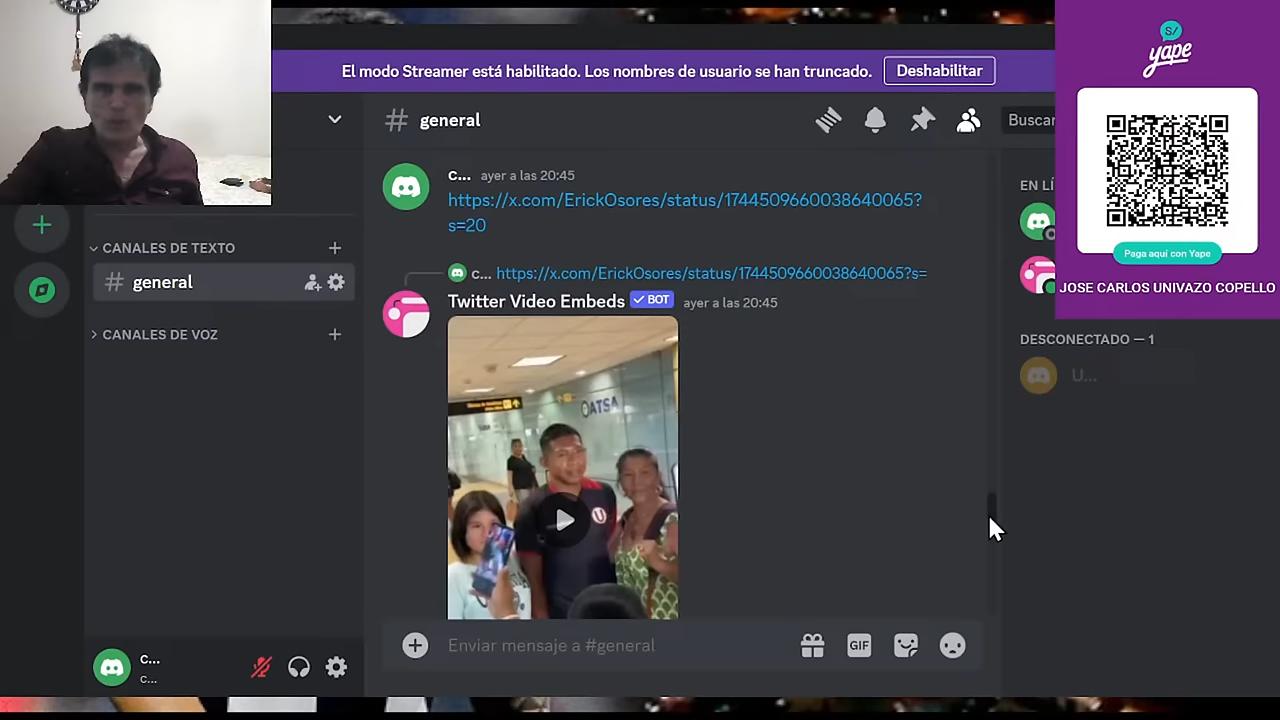 El modo Streamer está habilitado. Los nombres de usuario se han truncado.
Deshabilitar
general
Buscar
S/
yape
Paga aquí con Yape
JOSE CARLOS UNIVAZO COPELLO
CANALES DE TEXTO
general
CANALES DE VOZ
c... ayer a las 20:45
https://x.com/ErickOsores/status/1744509660038640065?
s=20
c... https://x.com/ErickOsores/status/1744509660038640065?s=
Twitter Video Embeds BOT ayer a las 20:45
ATSA
U
EN LÍ
DESCONECTADO — 1
U...
Enviar mensaje a #general
GIF
C...
c...